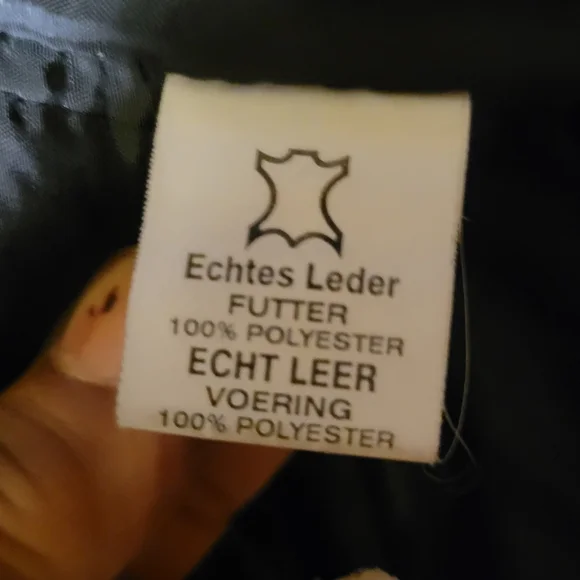 Echtes Leder
FUTTER
100% POLYESTER
ECHT LEER
VOERING
100% POLYESTER